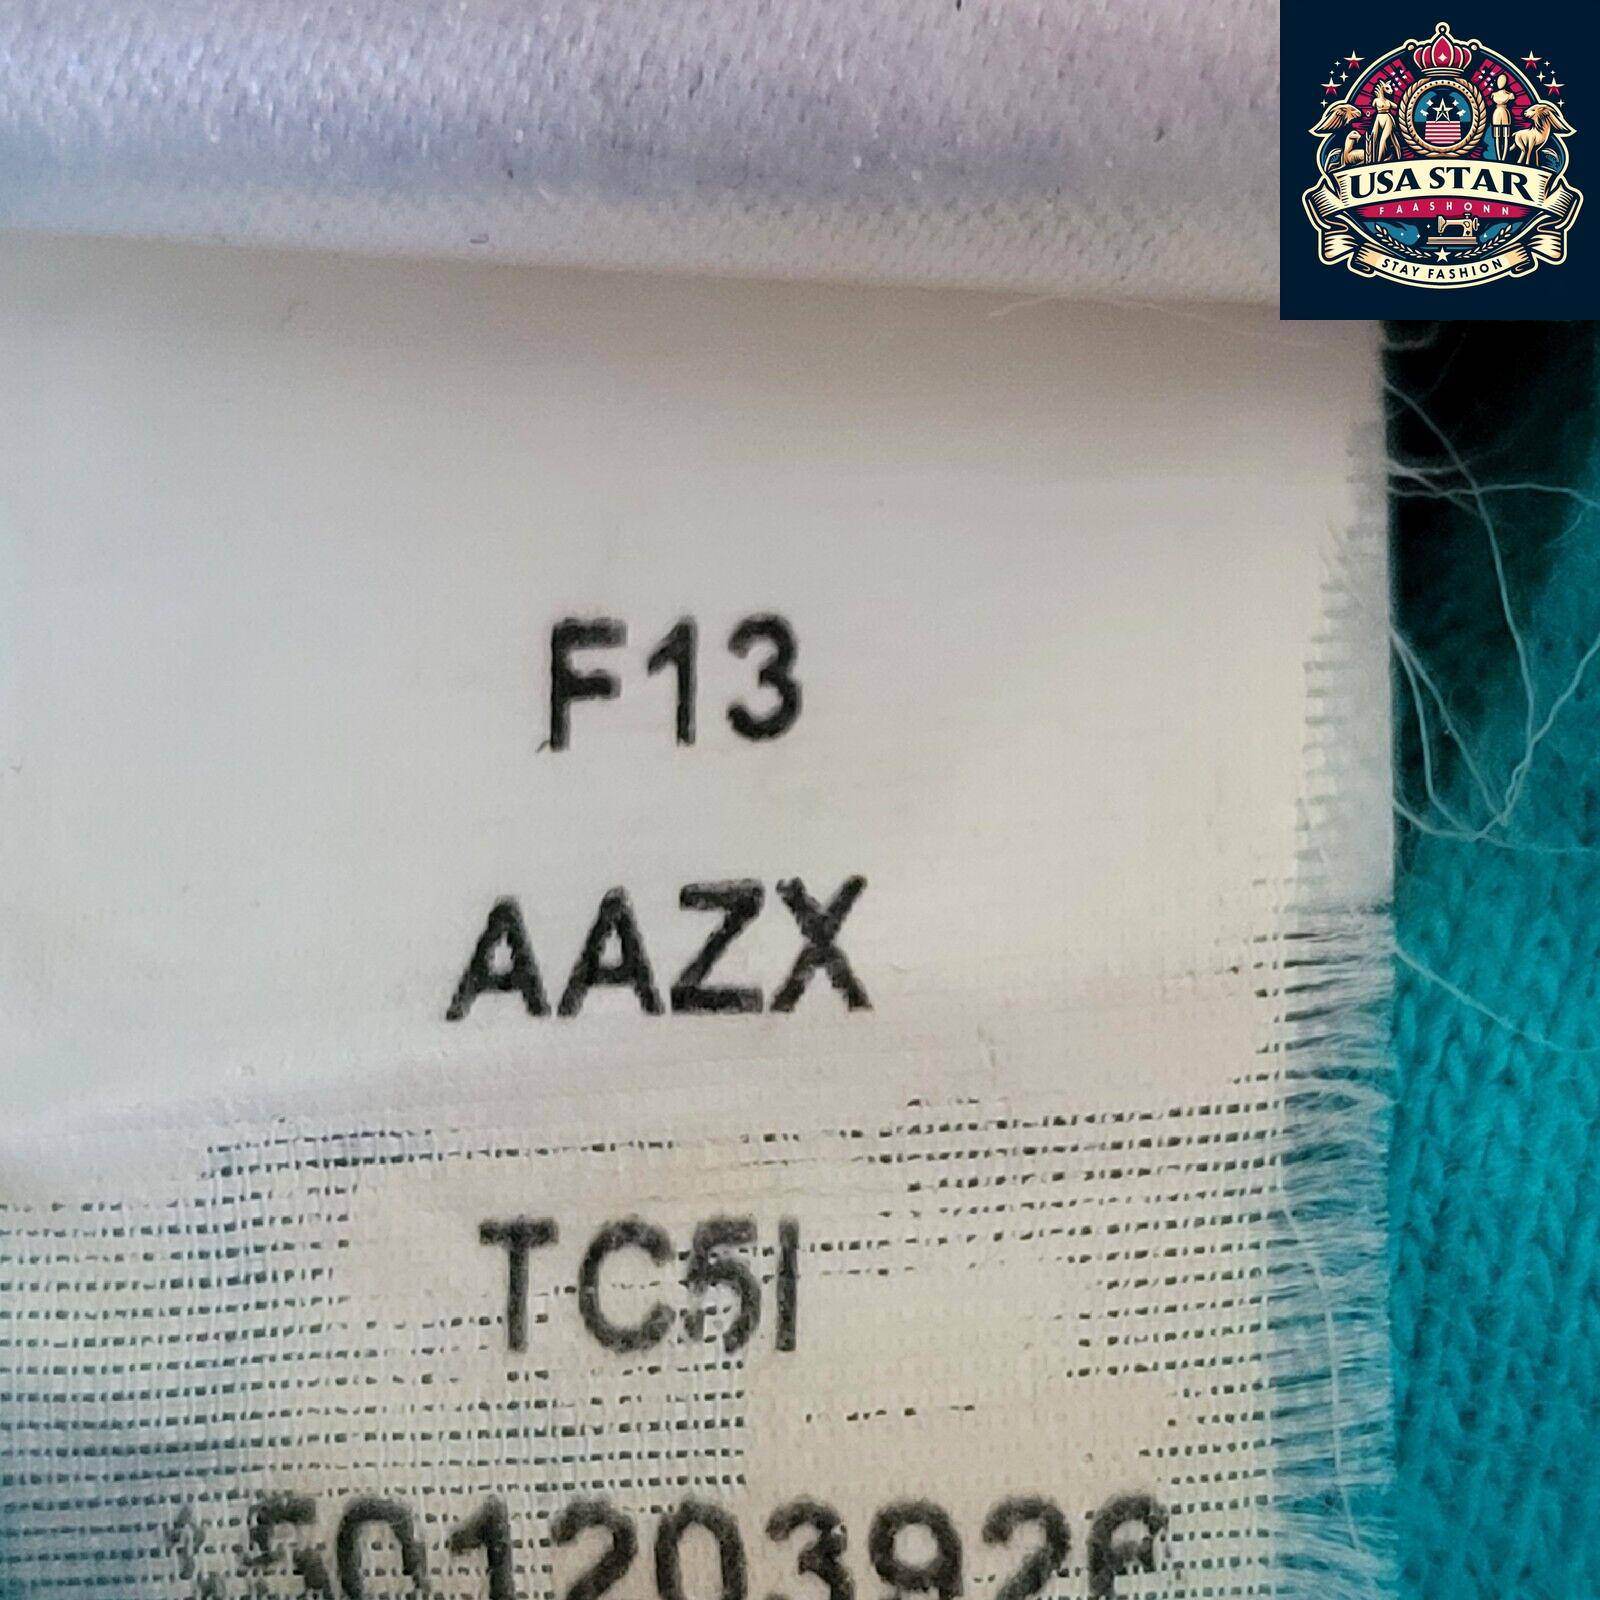 USA STAR
FAASHONN
STAY FASHION
F13
AAZX
TC5I